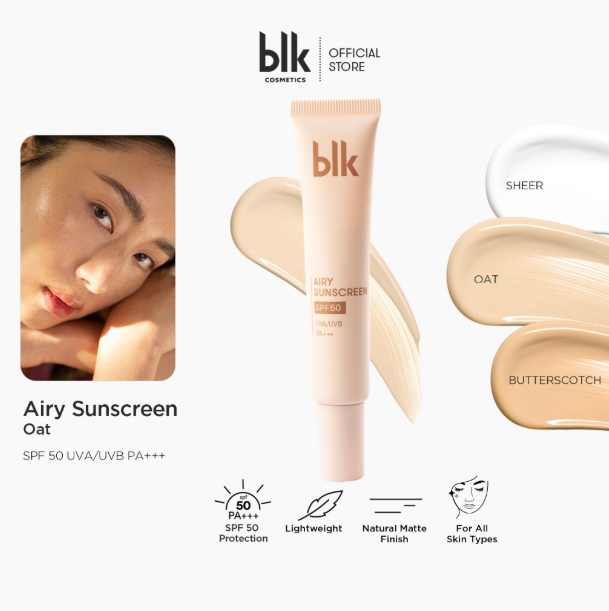 blk
COSMETICS
OFFICIAL
STORE
blk
AIRY
SUNSCREEN
SPF50
UVA/UVB
PA+++
SHEER
OAT
BUTTERSCOTCH
Airy Sunscreen
Oat
SPF 50 UVA/UVB PA+++
spf
50
PA+++
SPF 50
Protection
Lightweight
Natural Matte
Finish
For All
Skin Types